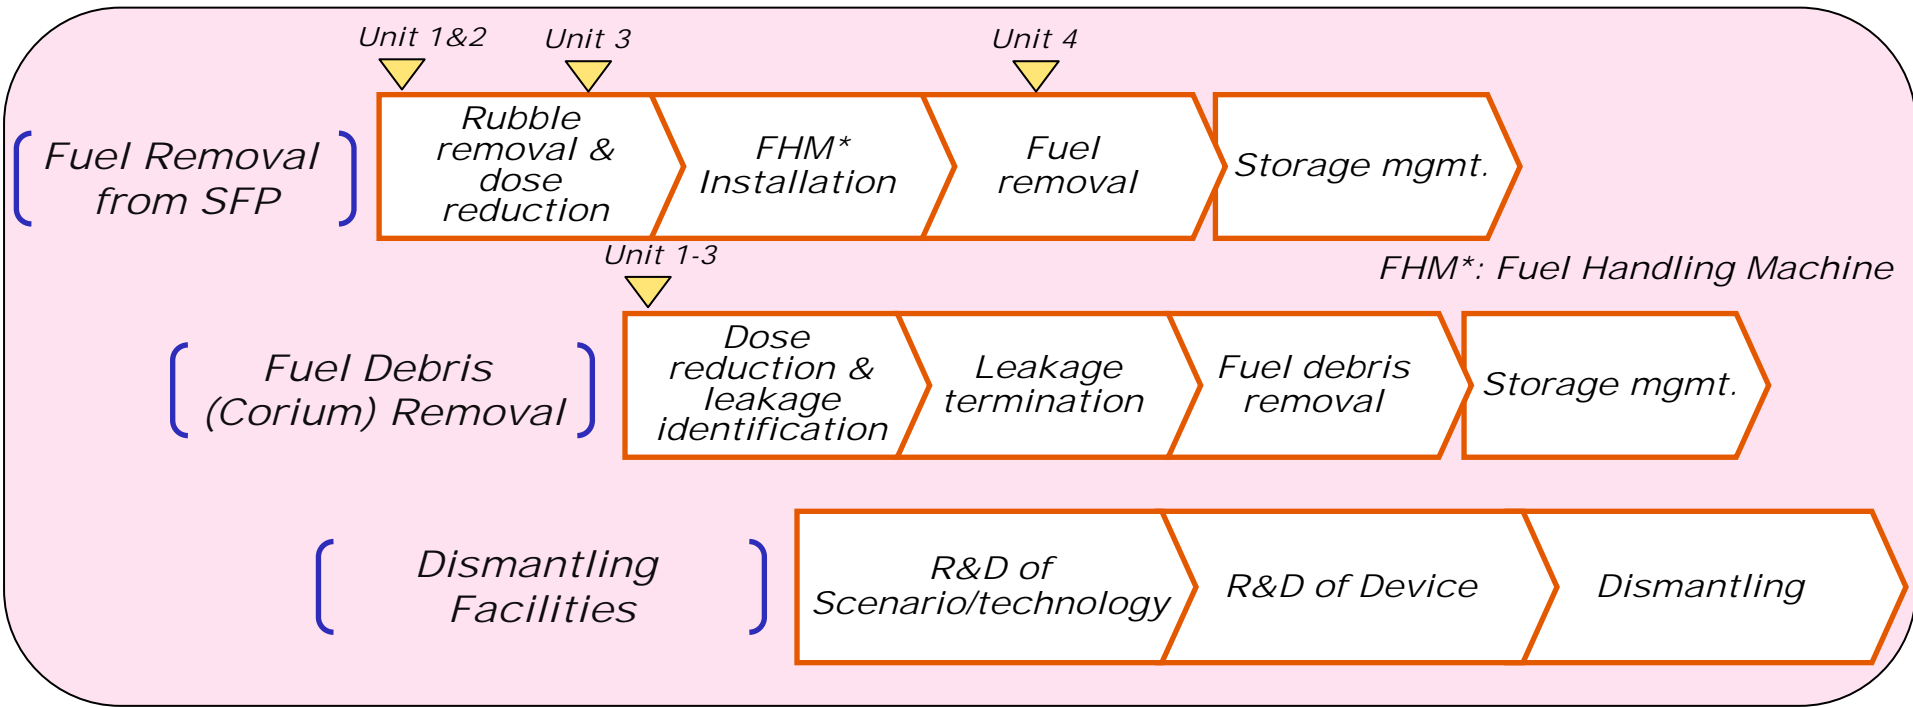 Unit 1&2
Unit 3
Unit 4
Fuel Removal
from SFP
Rubble
removal &
dose
reduction
FHM*
Installation
Fuel
removal
Storage mgmt.
FHM*: Fuel Handling Machine
Unit 1-3
Fuel Debris
(Corium) Removal
Dose
reduction &
leakage
identification
Leakage
termination
Fuel debris
removal
Storage mgmt.
Dismantling
Facilities
R&D of
Scenario/technology
R&D of Device
Dismantling